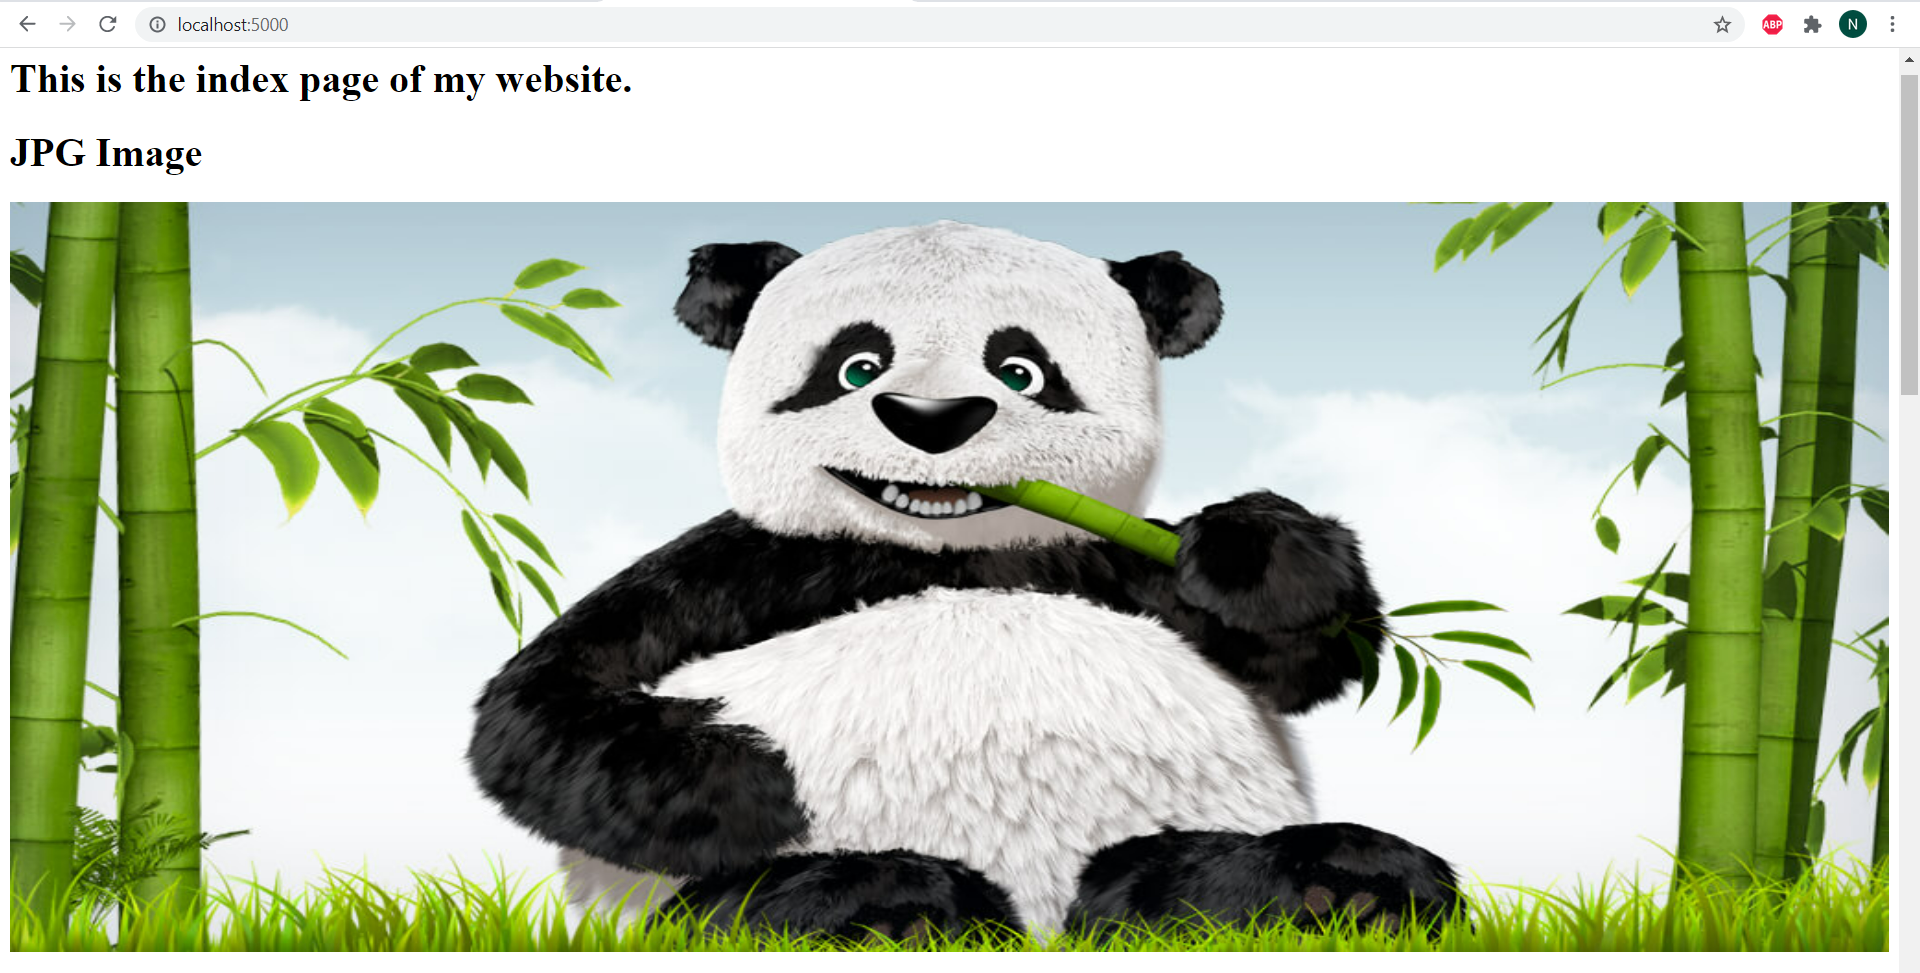 localhost:5000
ABP
N
This is the index page of my website.
JPG Image